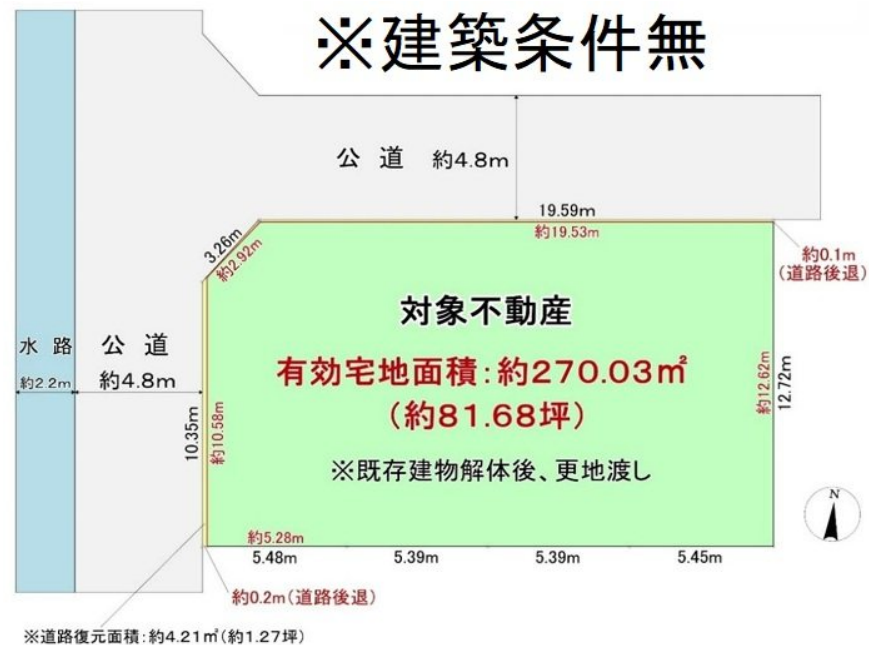 ※建築条件無
公道 約4.8m
19.59m
約19.53m
3.26m
約2.92m
約0.1m
(道路後退)
対象不動産
水路
約2.2m
公道
約4.8m
有効宅地面積:約270.03㎡
(約81.68坪)
約12.62m
12.72m
10.35m
約10.58m
※既存建物解体後、更地渡し
N
約5.28m
5.48m
5.39m
5.39m
5.45m
約0.2m(道路後退)
※道路復元面積:約4.21㎡(約1.27坪)